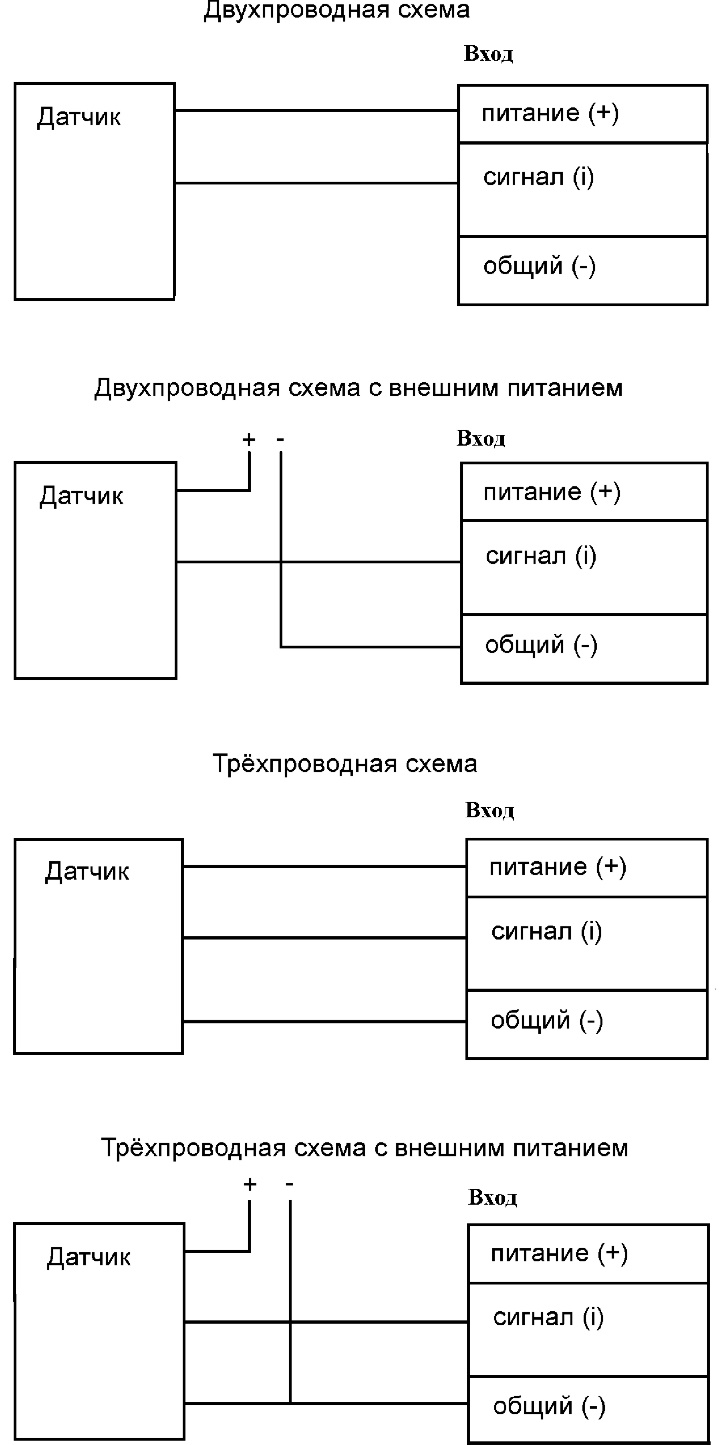 Двухпроводная схема
Вход
Датчик
питание (+)
сигнал (i)
общий (-)
Двухпроводная схема с внешним питанием
+ -
Вход
Датчик
питание (+)
сигнал (i)
общий (-)
Трёхпроводная схема
Вход
Датчик
питание (+)
сигнал (i)
общий (-)
Трёхпроводная схема с внешним питанием
+ -
Вход
Датчик
питание (+)
сигнал (i)
общий (-)